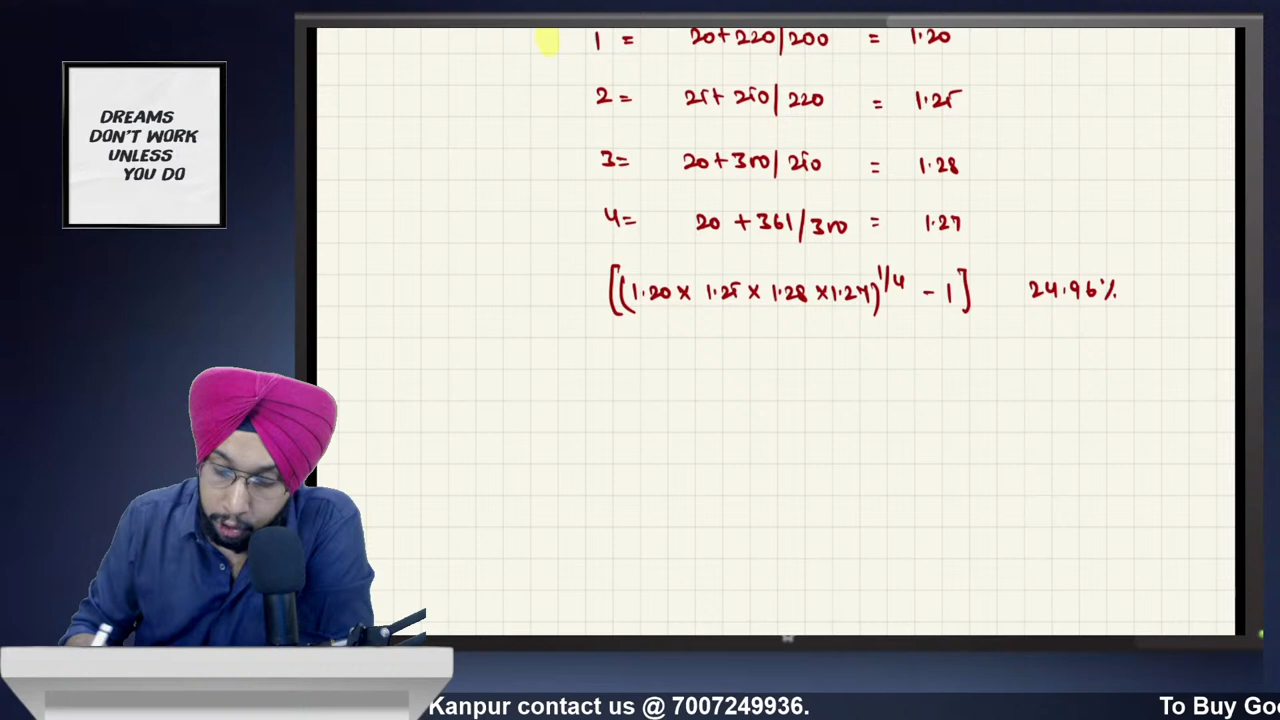 DREAMS
DON'T WORK
UNLESS
YOU DO
1 = 20+220/200 = 1.20
2 = 25+250/220 = 1.25
3 = 20+300/250 = 1.28
4 = 20+361/300 = 1.27
[(1.20 × 1.25 × 1.28 × 1.27)^1/4 - 1] 24.96%
Kanpur contact us @ 7007249936. To Buy Goo